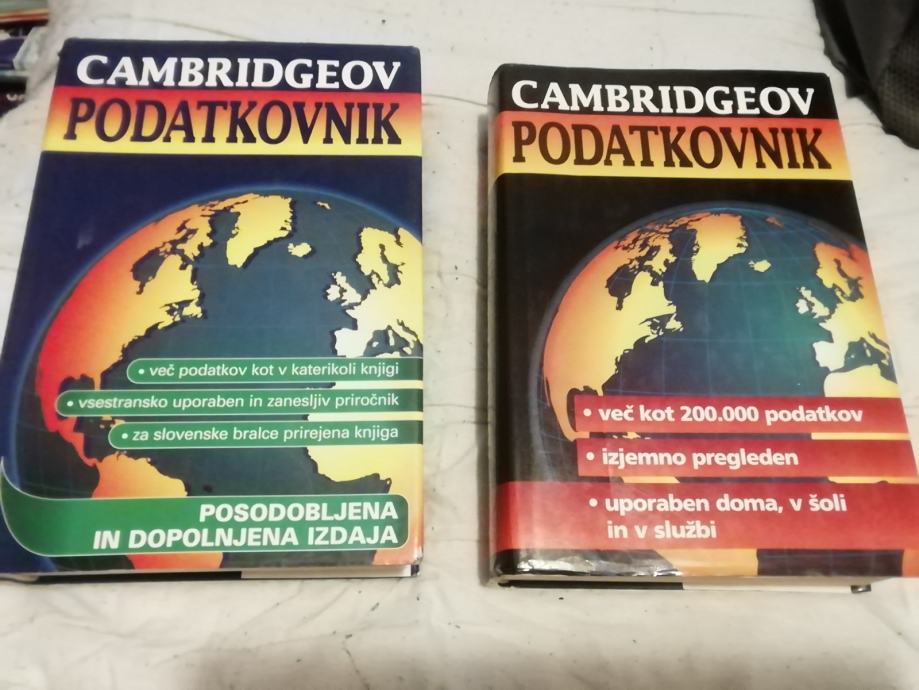 CAMBRIDGEOV
PODATKOVNIK
• več podatkov kot v katerikoli knjigi
• vsestransko uporaben in zanesljiv priročnik
• za slovenske bralce prirejena knjiga
POSODOBLJENA
IN DOPOLNJENA IZDAJA
CAMBRIDGEOV
PODATKOVNIK
• več kot 200.000 podatkov
• izjemno pregleden
• uporaben doma, v šoli
in v službi